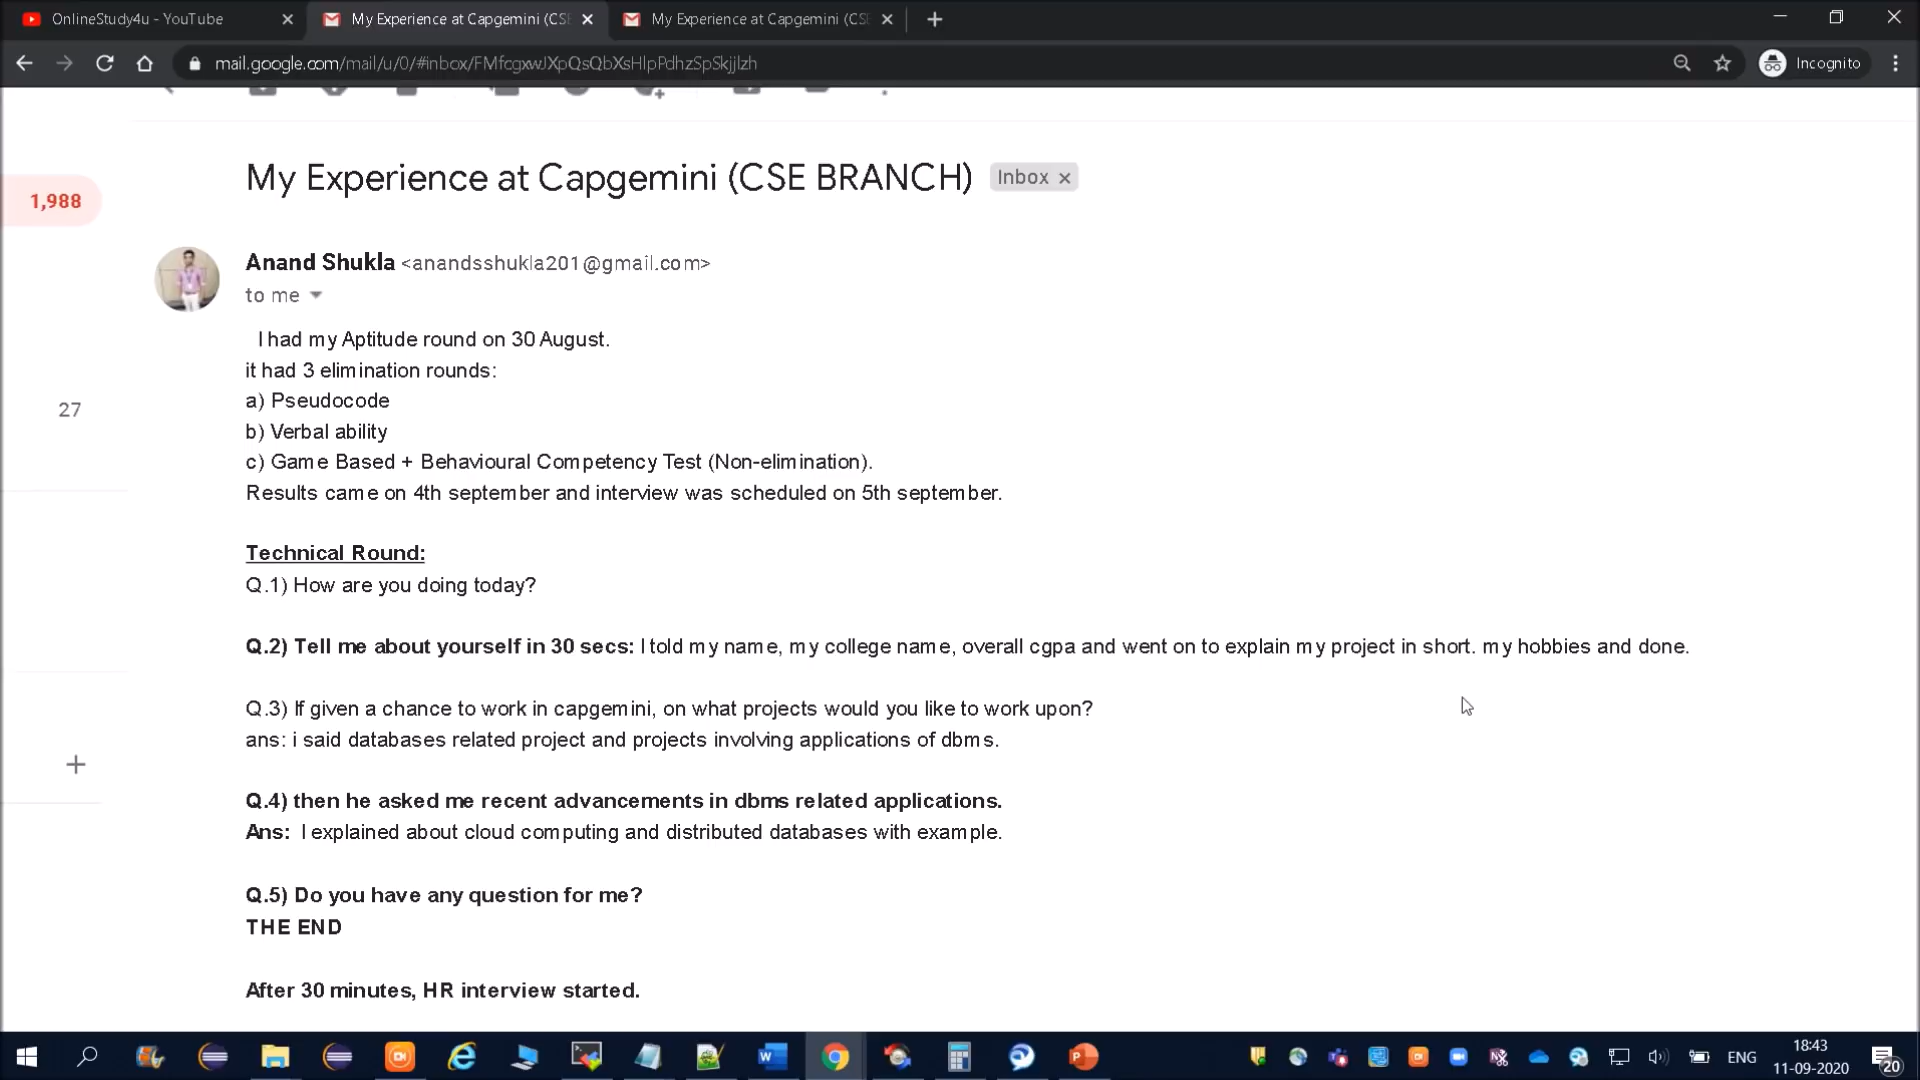 OnlineStudy4u - YouTube
My Experience at Capgemini (CSE
My Experience at Capgemini (CSE
mail.google.com/mail/u/0/#inbox/FMfcgxwJXpQsQbXsHlpPdhzSpSkjjlzh
Incognito
My Experience at Capgemini (CSE BRANCH) Inbox
1,988
Anand Shukla <anandsshukla201@gmail.com>
to me
I had my Aptitude round on 30 August.
it had 3 elimination rounds:
a) Pseudocode
27
b) Verbal ability
c) Game Based + Behavioural Competency Test (Non-elimination).
Results came on 4th september and interview was scheduled on 5th september.
Technical Round:
Q.1) How are you doing today?
Q.2) Tell me about yourself in 30 secs: I told my name, my college name, overall cgpa and went on to explain my project in short. my hobbies and done.
Q.3) If given a chance to work in capgemini, on what projects would you like to work upon?
ans: i said databases related project and projects involving applications of dbms.
Q.4) then he asked me recent advancements in dbms related applications.
Ans: I explained about cloud computing and distributed databases with example.
Q.5) Do you have any question for me?
THE END
After 30 minutes, HR interview started.
ENG
18:43
11-09-2020
20